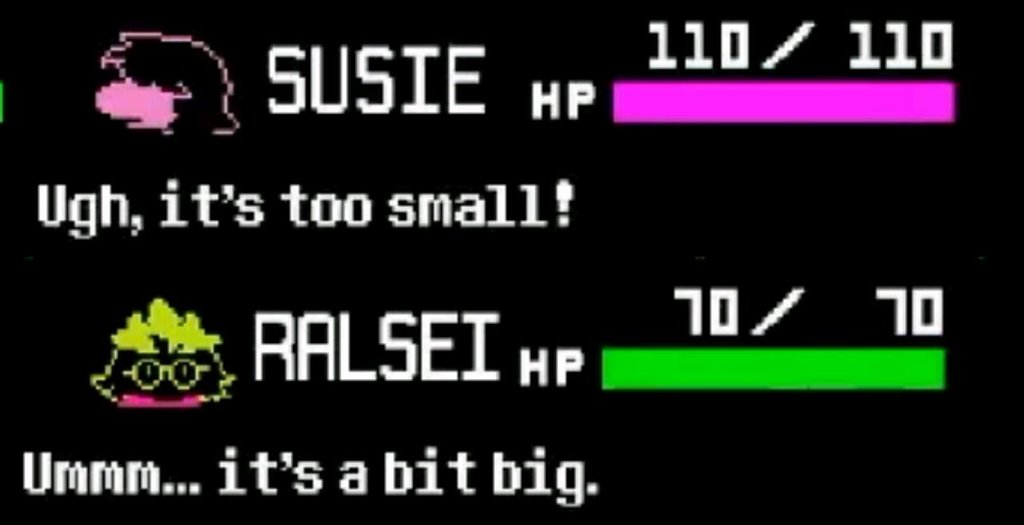 SUSIE HP 110 / 110
Ugh, it's too small!
RALSEI HP 70 / 70
Ummm... it's a bit big.